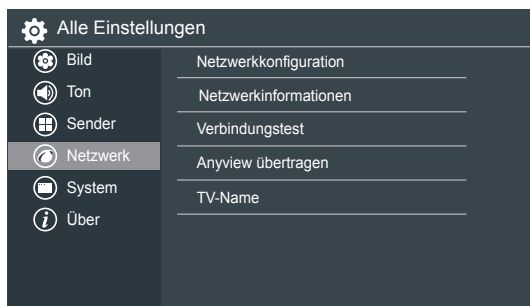 Alle Einstellungen
Bild
Ton
Sender
Netzwerk
System
Über
Netzwerkkonfiguration
Netzwerkinformationen
Verbindungstest
Anyview übertragen
TV-Name